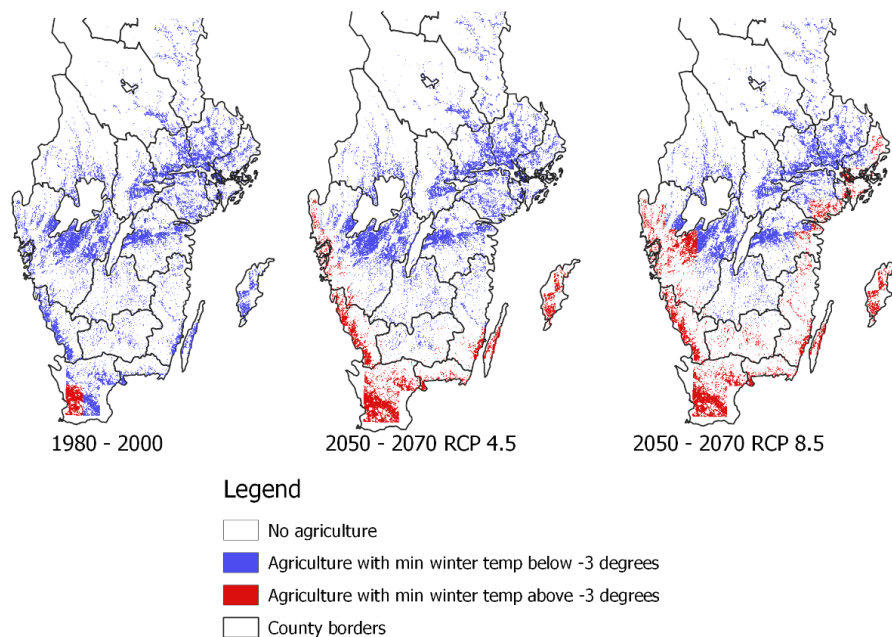 1980 - 2000
2050 - 2070 RCP 4.5
2050 - 2070 RCP 8.5
Legend
No agriculture
Agriculture with min winter temp below -3 degrees
Agriculture with min winter temp above -3 degrees
County borders